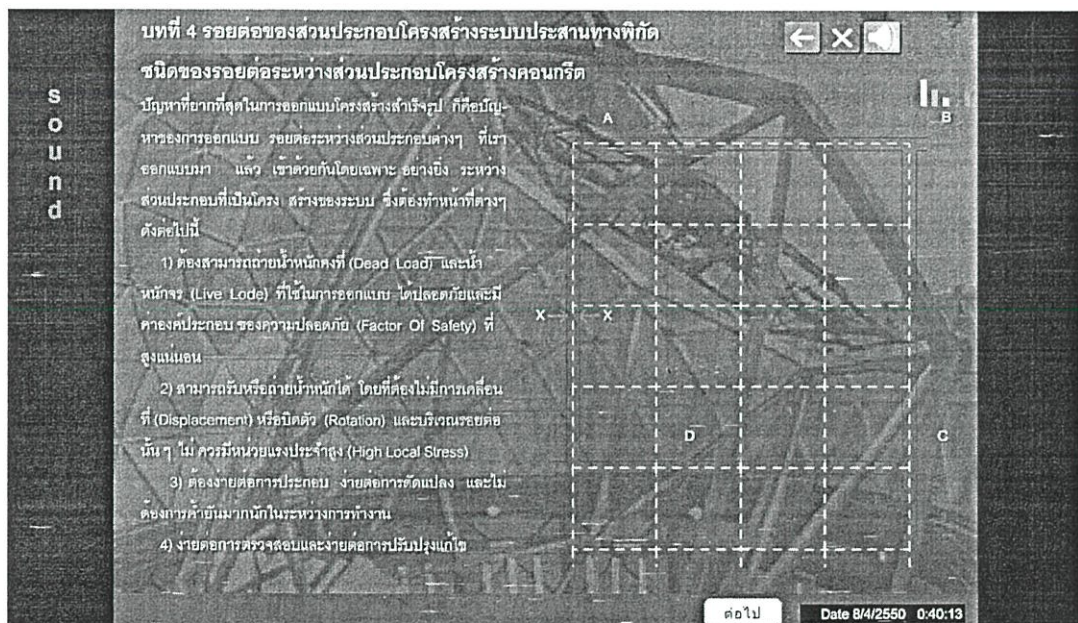 บทที่ 4 รอยต่อของส่วนประกอบโครงสร้างระบบประสานทางพิกัด
ชนิดของรอยต่อระหว่างส่วนประกอบโครงสร้างคอนกรีต
sound
ปัญหาที่ยากที่สุดในการออกแบบโครงสร้างสำเร็จรูป ก็คือปัญ-
หาของการออกแบบ รอยต่อระหว่างส่วนประกอบต่างๆ ที่เรา
ออกแบบมา แล้ว เข้าด้วยกันโดยเฉพาะ อย่างยิ่ง ระหว่าง
ส่วนประกอบที่เป็นโครง สร้างของระบบ ซึ่งต้องทำหน้าที่ต่างๆ
ดังต่อไปนี้
1) ต้องสามารถถ่ายน้ำหนักคงที่ (Dead Load) และน้ำ
หนักจร (Live Lode) ที่ใช้ในการออกแบบ ได้ปลอดภัยและมี
ค่าองค์ประกอบ ของความปลอดภัย (Factor Of Safety) ที่
สูงแน่นอน
2) สามารถรับหรือถ่ายน้ำหนักได้ โดยที่ต้องไม่มีการเคลื่อน
ที่ (Displacement) หรือบิดตัว (Rotation) และบริเวณรอยต่อ
นั้น ๆ ไม่ ควรมีหน่วยแรงประจำสูง (High Local Stress)
3) ต้องง่ายต่อการประกอบ ง่ายต่อการดัดแปลง และไม่
ต้องการค้ำยันมากนักในระหว่างการทำงาน
4) ง่ายต่อการตรวจสอบและง่ายต่อการปรับปรุงแก้ไข
A
B
X X
D
C
ต่อไป
Date 8/4/2550 0:40:13